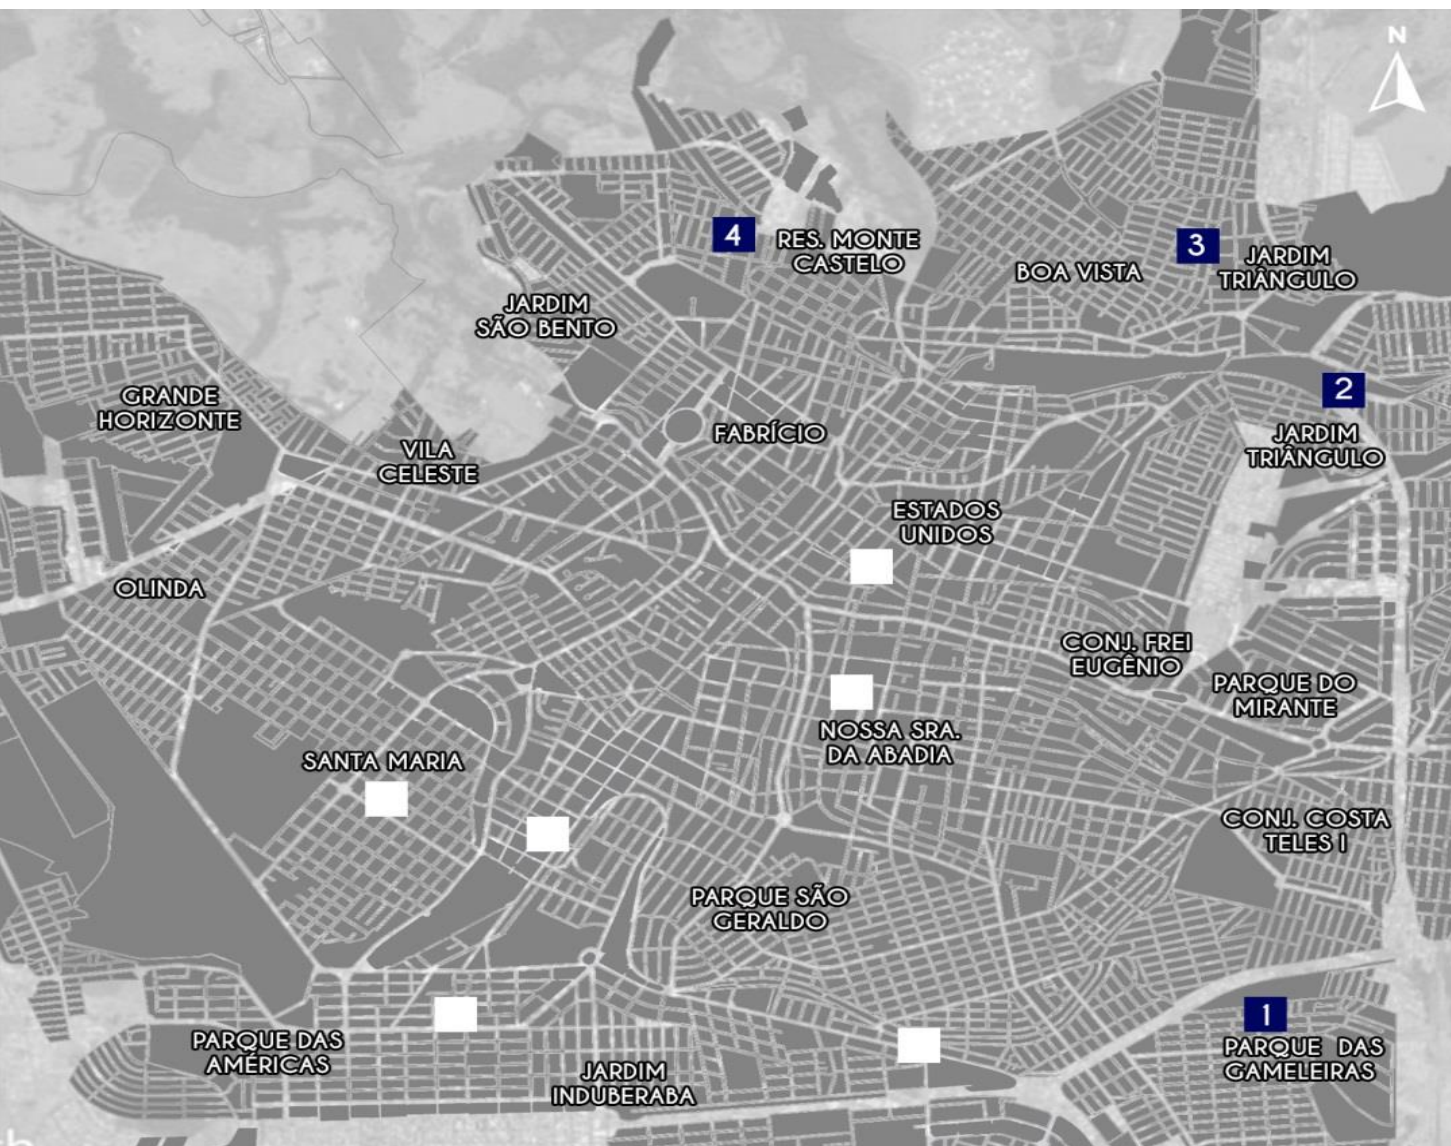 N
4
RES. MONTE
CASTELO
3
JARDIM
TRIÂNGULO
BOA VISTA
JARDIM
SÃO BENTO
GRANDE
HORIZONTE
2
JARDIM
TRIÂNGULO
FABRÍCIO
VILA
CELESTE
ESTADOS
UNIDOS
OLINDA
CONJ. FREI
EUGÊNIO
PARQUE DO
MIRANTE
NOSSA SRA.
DA ABADIA
SANTA MARIA
CONJ. COSTA
TELES I
PARQUE SÃO
GERALDO
1
PARQUE DAS
GAMELEIRAS
PARQUE DAS
AMÉRICAS
JARDIM
INDUBERABA